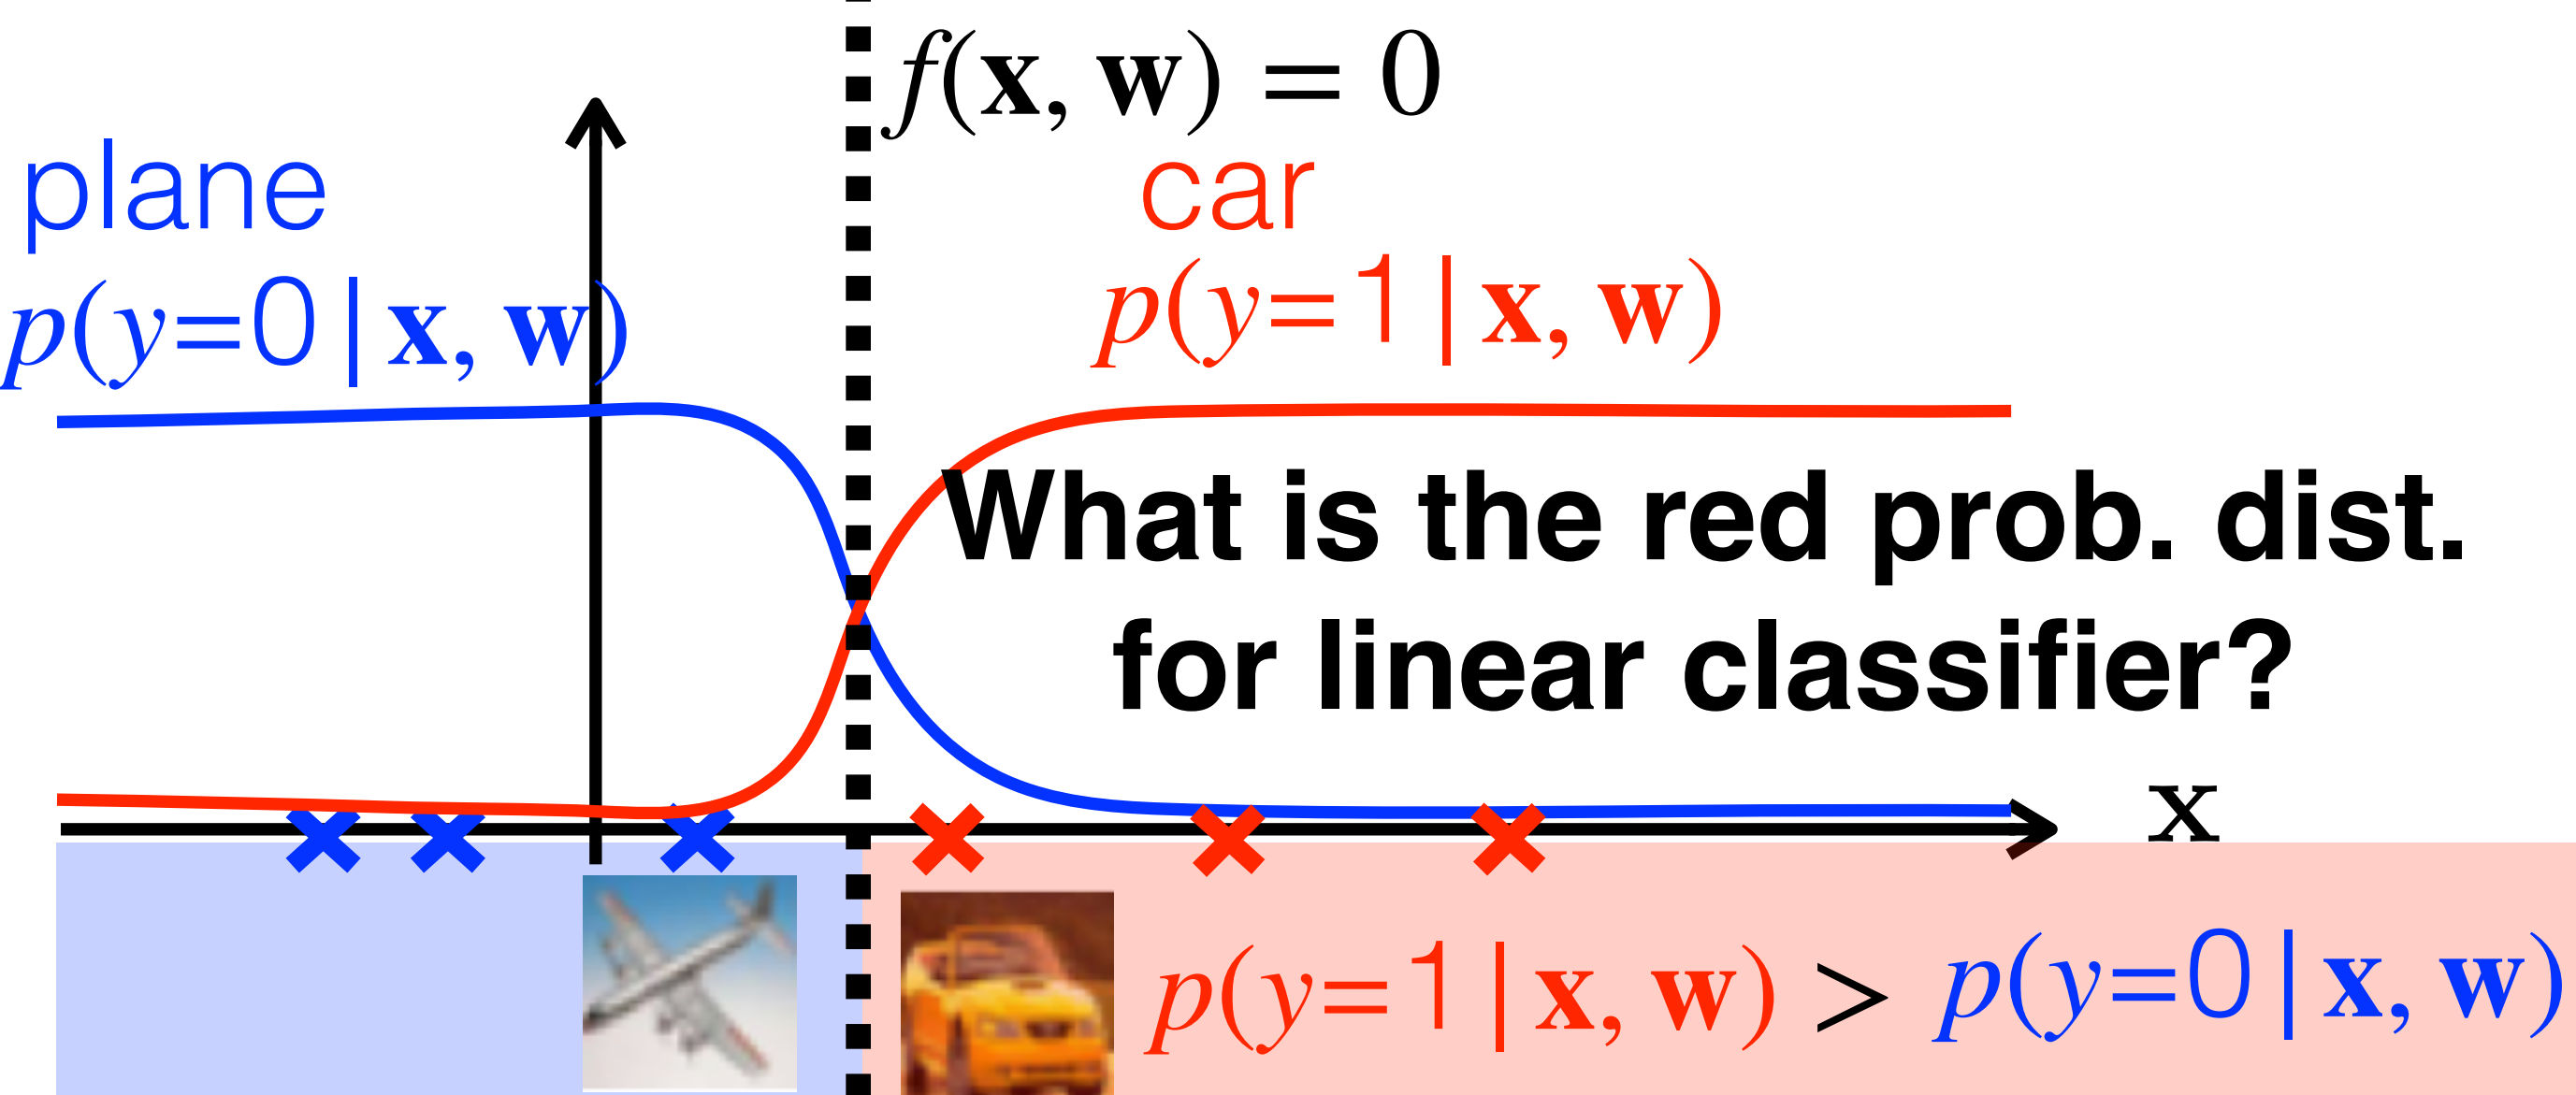 f(x, w) = 0
plane
car
p(y=0 | x, w)
p(y=1 | x, w)
What is the red prob. dist.
for linear classifier?
x
p(y=1 | x, w) > p(y=0 | x, w)